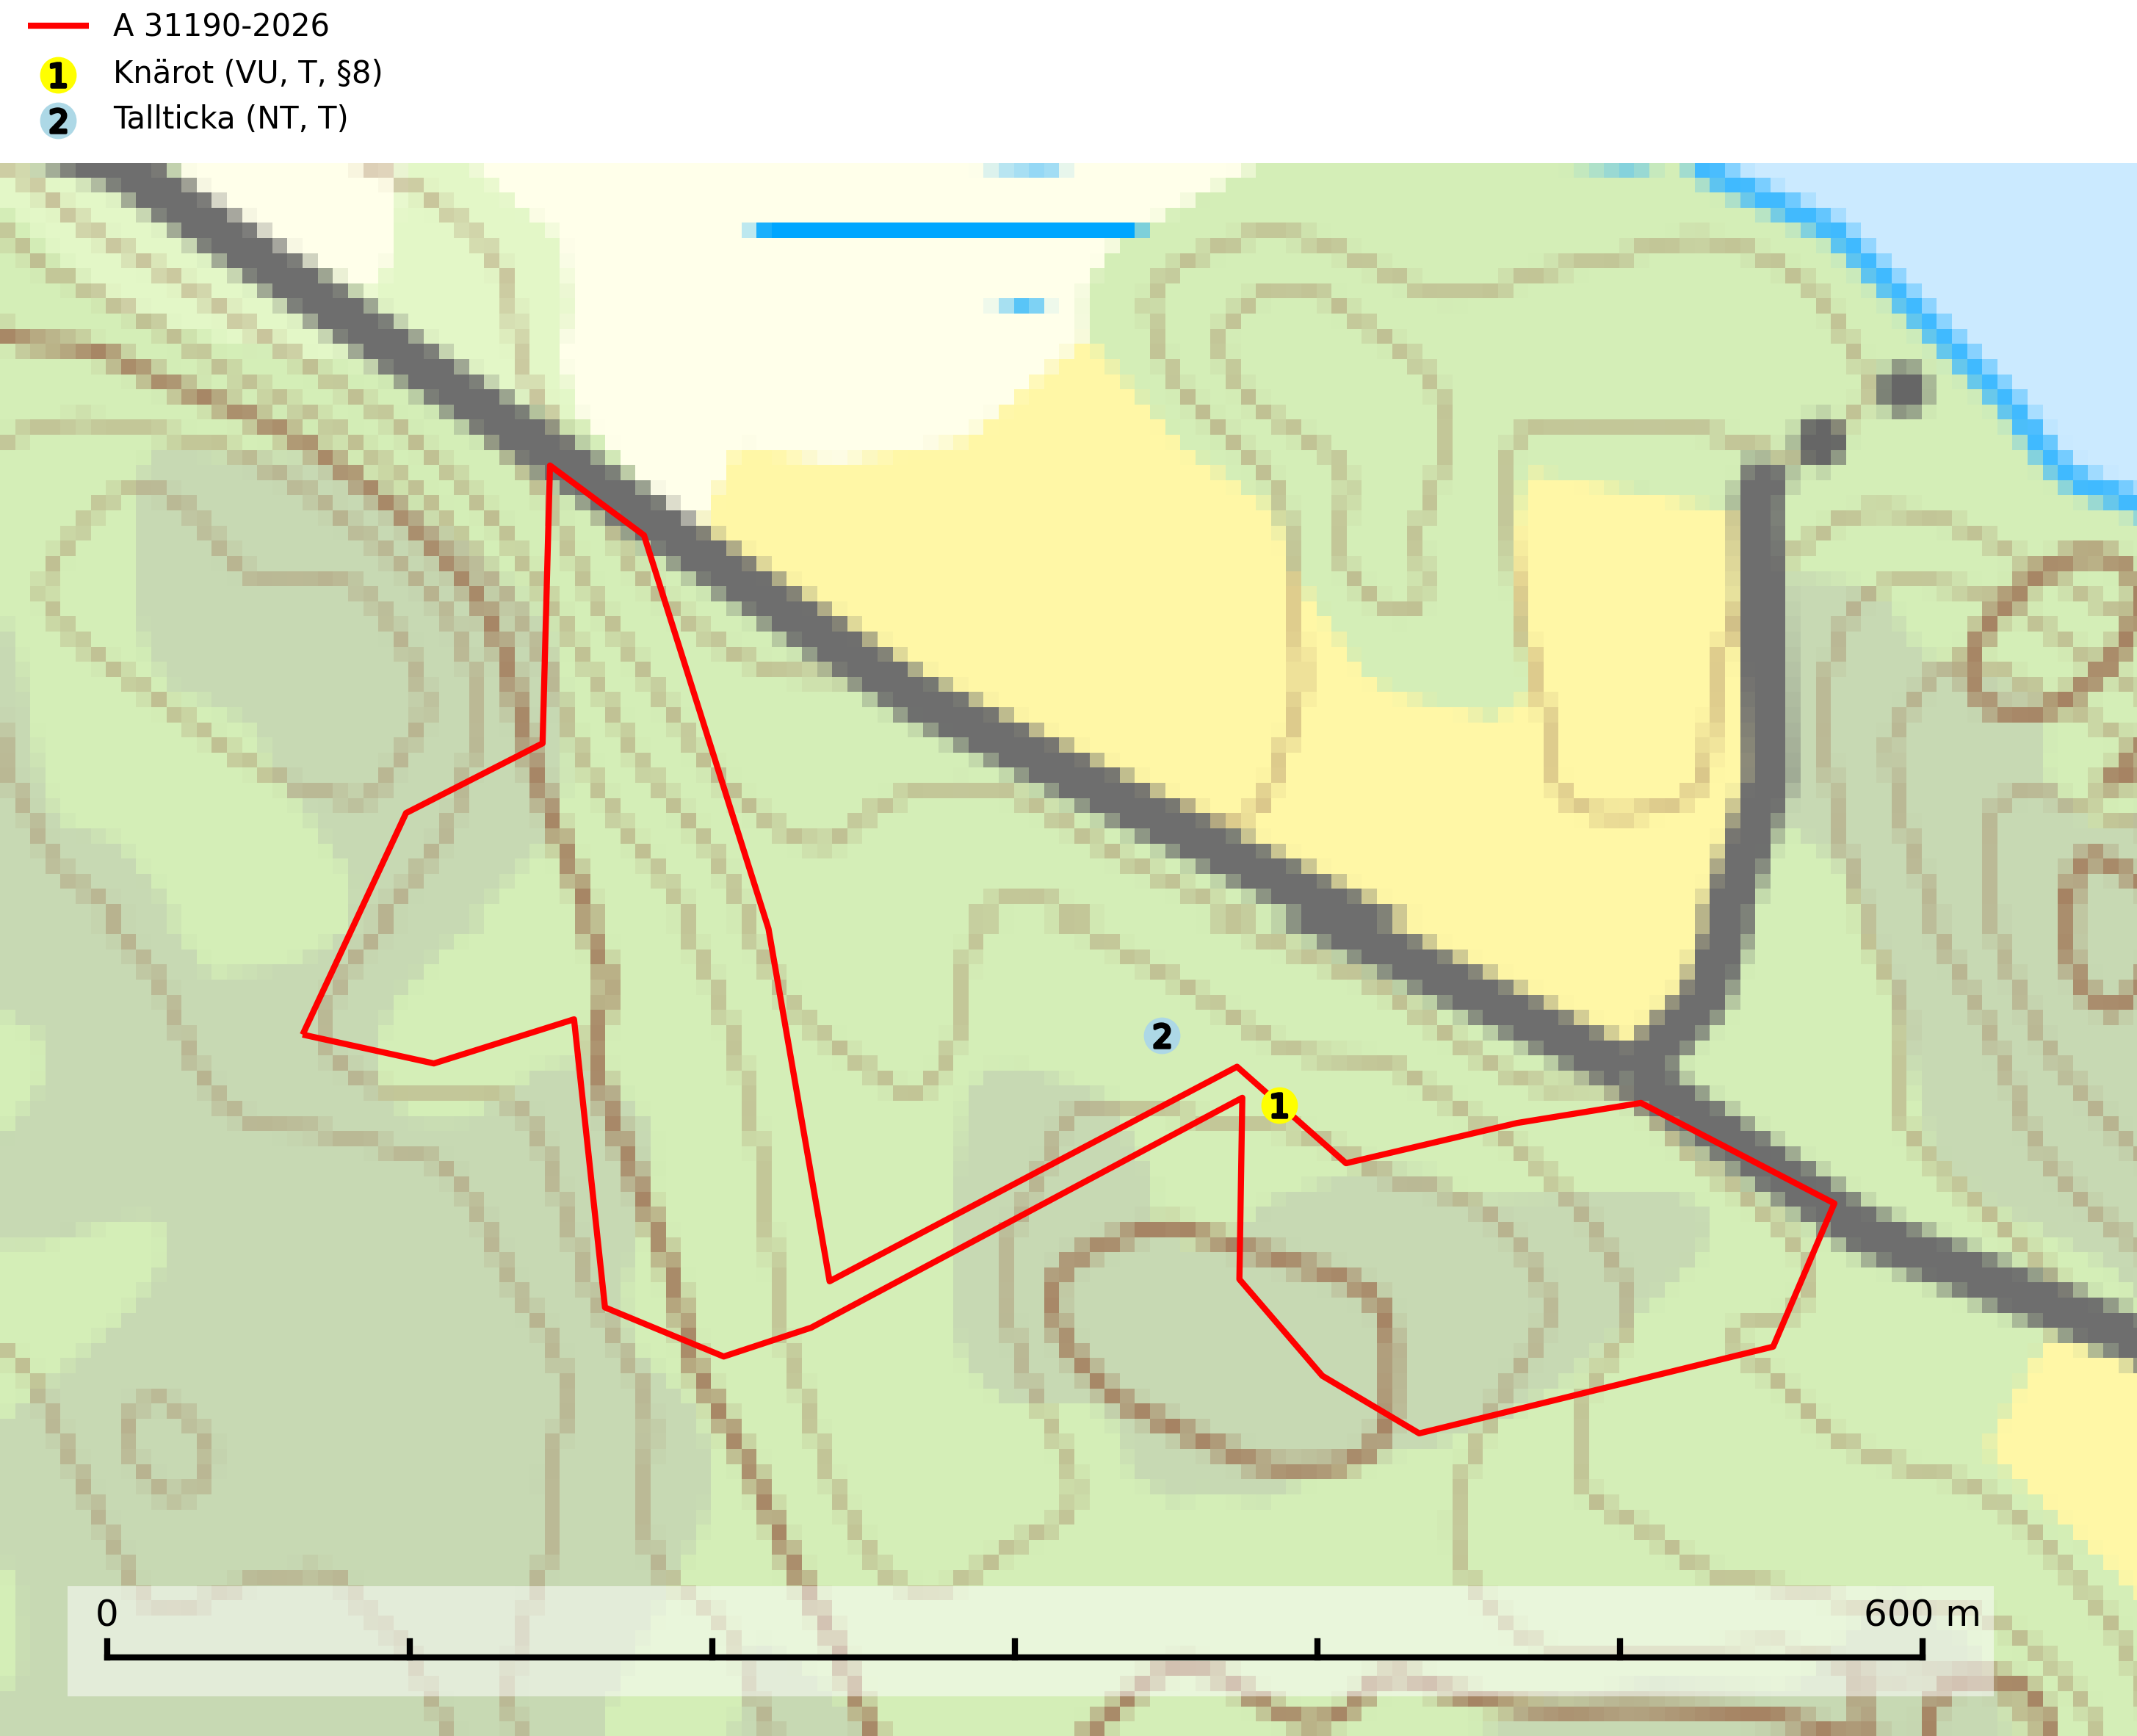 A 31190-2026
1 Knärot (VU, T, §8)
2 Tallticka (NT, T)
2
1
0 600 m